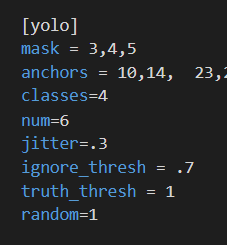 [yolo]
mask = 3,4,5
anchors = 10,14,  23,
classes=4
num=6
jitter=.3
ignore_thresh = .7
truth_thresh = 1
random=1